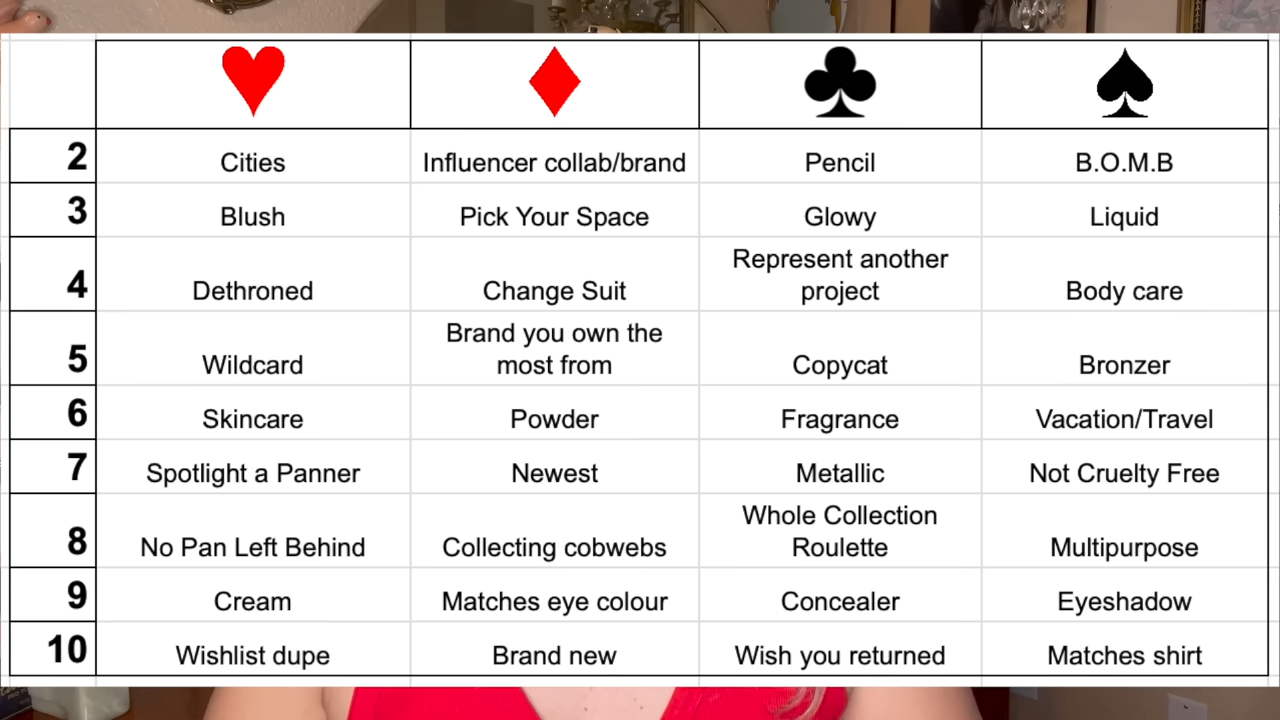 2 Cities Influencer collab/brand Pencil B.O.M.B
3 Blush Pick Your Space Glowy Liquid
4 Dethroned Change Suit Represent another project Body care
5 Wildcard Brand you own the most from Copycat Bronzer
6 Skincare Powder Fragrance Vacation/Travel
7 Spotlight a Panner Newest Metallic Not Cruelty Free
8 No Pan Left Behind Collecting cobwebs Whole Collection Roulette Multipurpose
9 Cream Matches eye colour Concealer Eyeshadow
10 Wishlist dupe Brand new Wish you returned Matches shirt